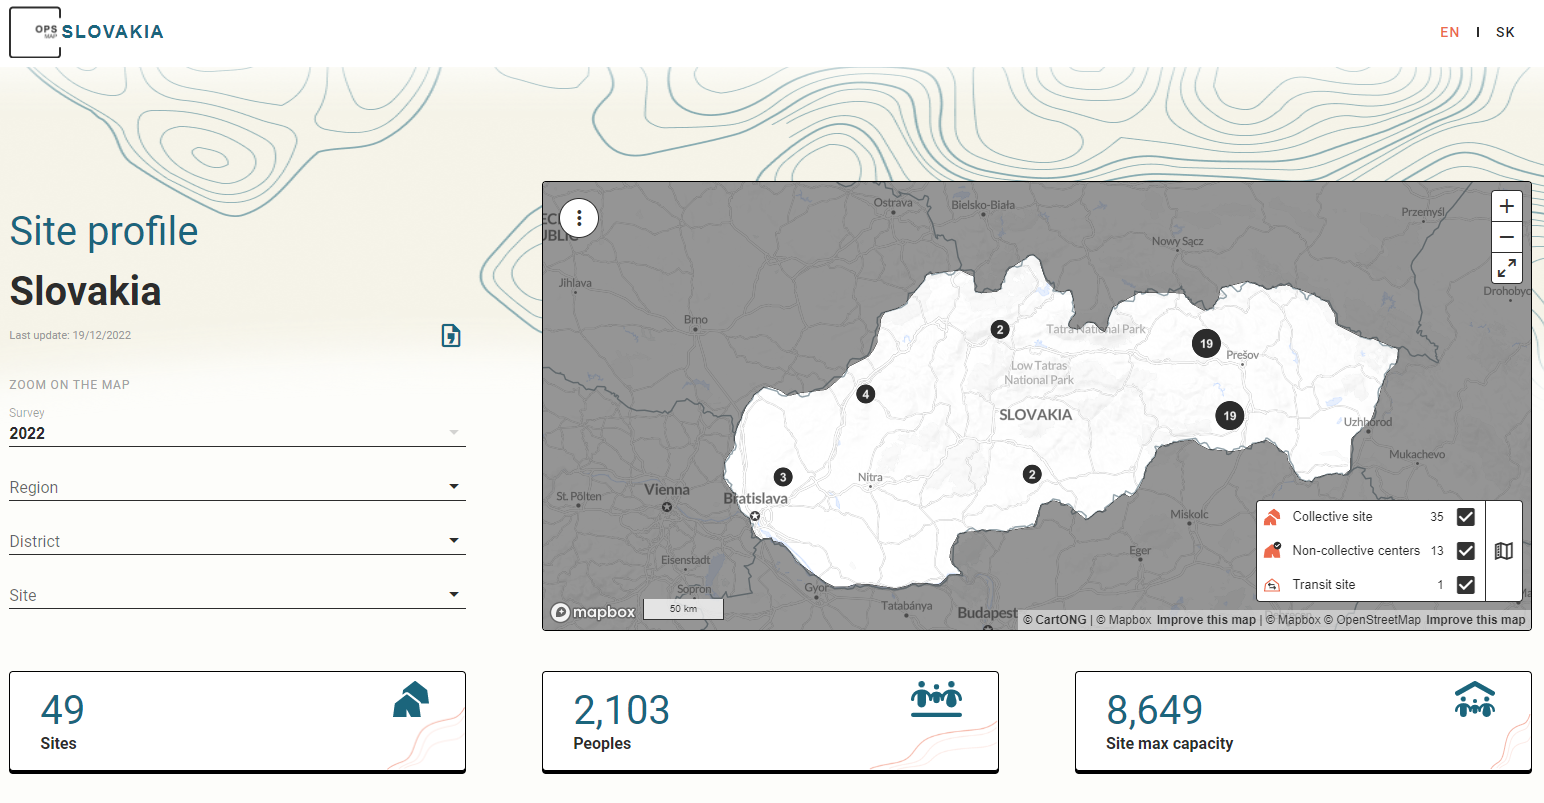 OPS
MAP
SLOVAKIA
EN | SK
Site profile
Slovakia
Last update: 19/12/2022
ZOOM ON THE MAP
Survey
2022
Region
District
Site
Ostrava
Bielsko-Biała
Przemyśl
UBLIC
Nowy Sącz
Jihlava
Drohobyc
Brno
2
Tatra National Park
19
Prešov
Low Tatras
National Park
4
SLOVAKIA
19
Uzhhorod
Mukachevo
3
Nitra
2
Vienna
St. Pölten
Bratislava
Miskolc
Eger
Eisenstadt
Sopron
Gyor
Tatabánya
Budapest
Collective site 35
Non-collective centers 13
Transit site 1
mapbox
50 km
© CartONG | © Mapbox Improve this map | © Mapbox © OpenStreetMap Improve this map
49
Sites
2,103
Peoples
8,649
Site max capacity